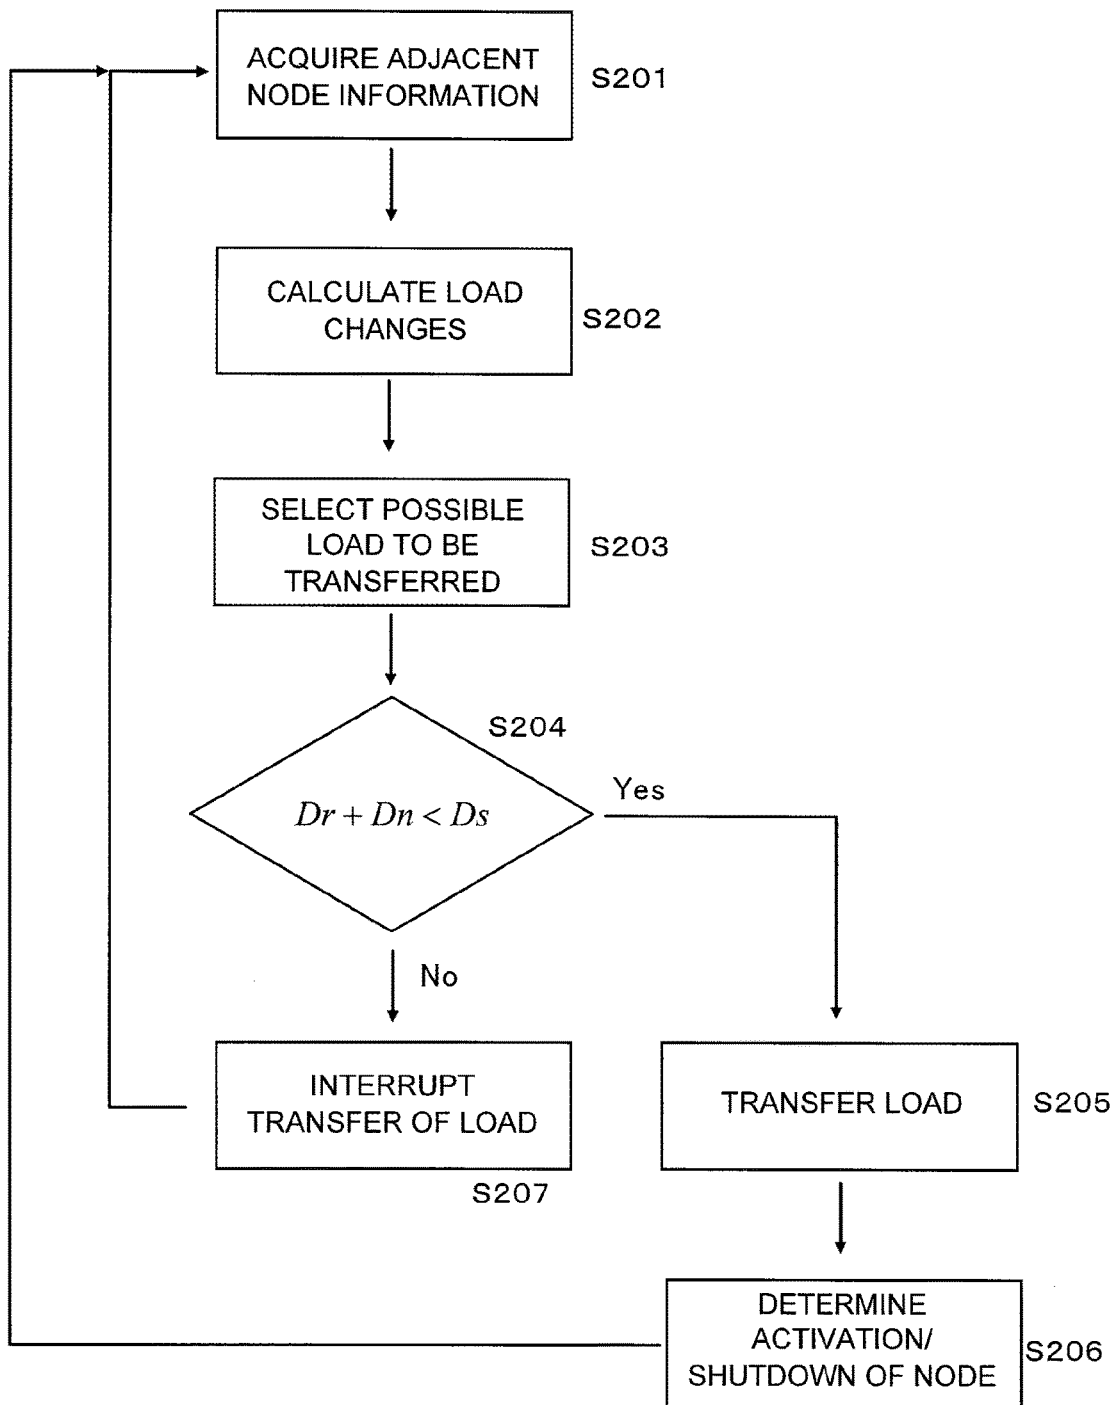 ACQUIRE ADJACENT
NODE INFORMATION
S201
CALCULATE LOAD
CHANGES
S202
SELECT POSSIBLE
LOAD TO BE
TRANSFERRED
S203
S204
Dr + Dn < Ds
Yes
No
INTERRUPT
TRANSFER OF LOAD
S207
TRANSFER LOAD
S205
DETERMINE
ACTIVATION/
SHUTDOWN OF NODE
S206